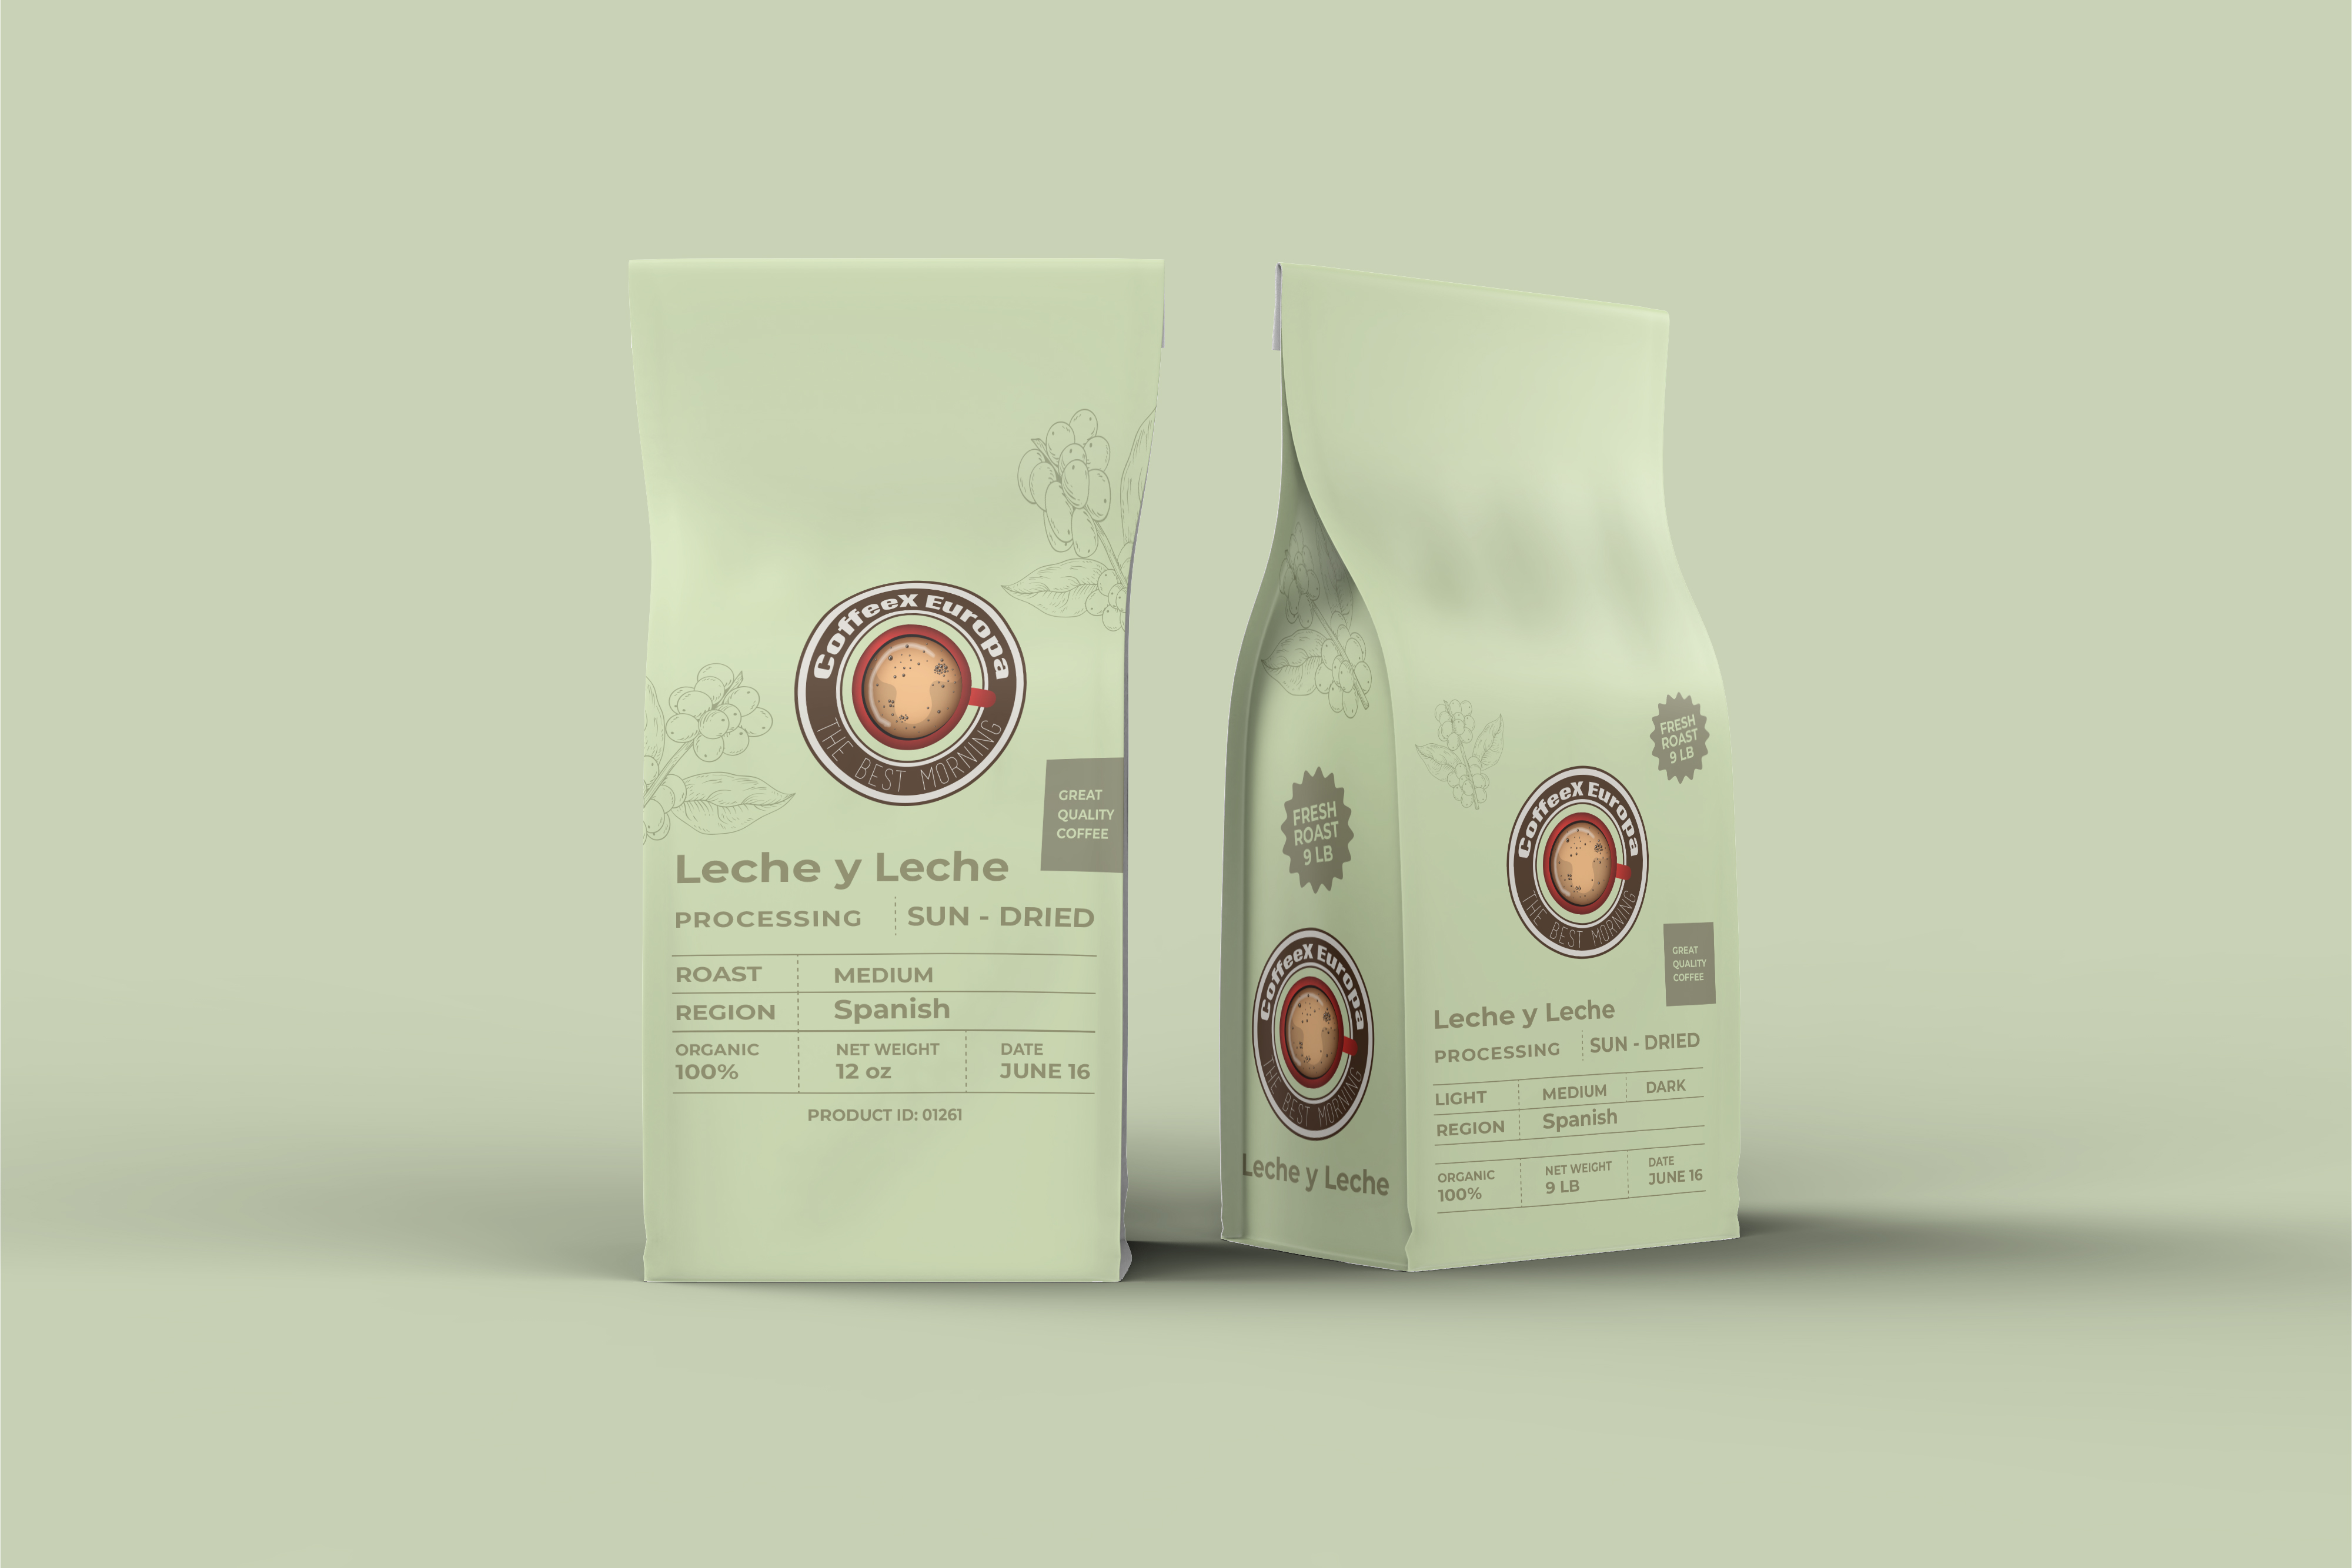 CoffeeX Europa
THE BEST MORNING
GREAT
QUALITY
COFFEE
Leche y Leche
PROCESSING SUN - DRIED
ROAST MEDIUM
REGION Spanish
ORGANIC NET WEIGHT DATE
100% 12 oz JUNE 16
PRODUCT ID: 01261
FRESH
ROAST
9 LB
CoffeeX Europa
THE BEST MORNING
Leche y Leche
FRESH
ROAST
9 LB
CoffeeX Europa
THE BEST MORNING
GREAT
QUALITY
COFFEE
Leche y Leche
PROCESSING SUN - DRIED
LIGHT MEDIUM DARK
REGION Spanish
ORGANIC NET WEIGHT DATE
100% 9 LB JUNE 16